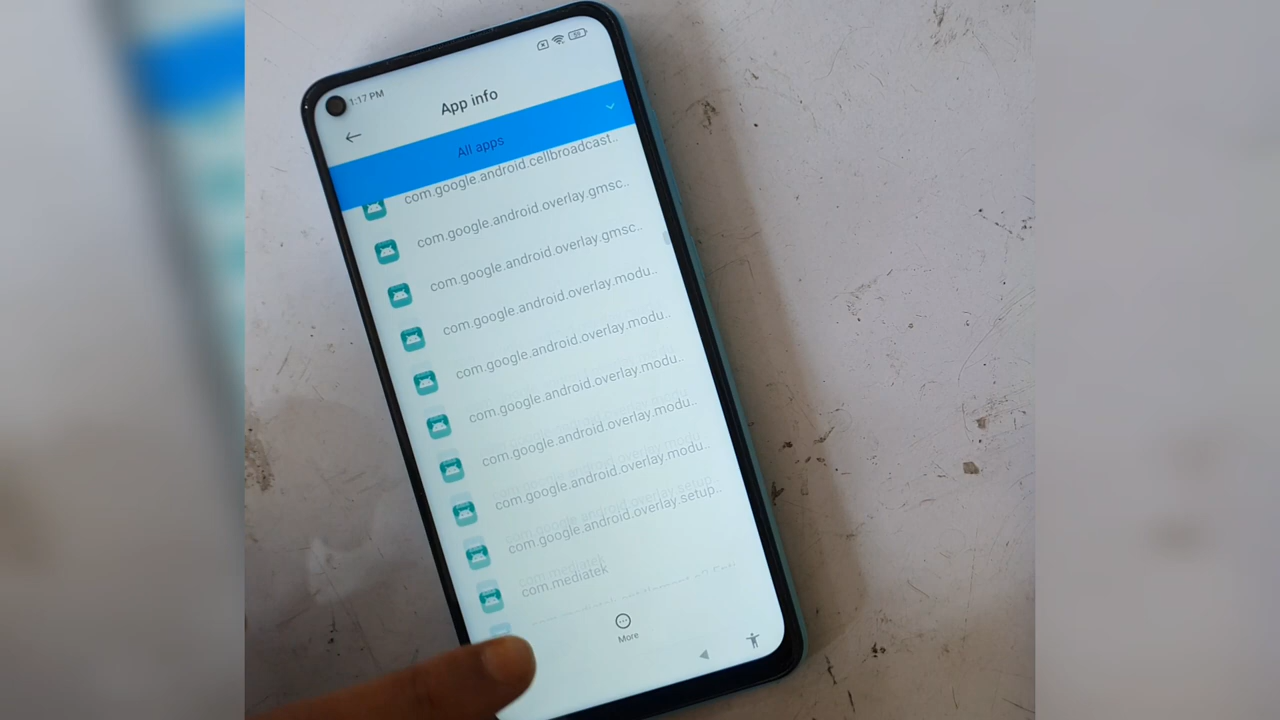 1:17 PM
59
App info
All apps
com.google.android.cellbroadcast..
com.google.android.overlay.gmsc..
com.google.android.overlay.gmsc..
com.google.android.overlay.modu..
com.google.android.overlay.modu..
com.google.android.overlay.modu..
com.google.android.overlay.modu..
com.google.android.overlay.modu..
com.google.android.overlay.setup..
com.mediatek
More